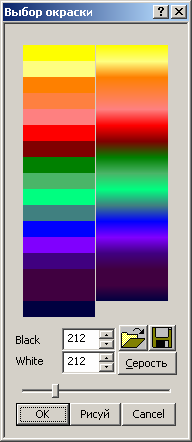 Выбор окраски
Black 212
White 212 Серость
OK Рисуй Cancel